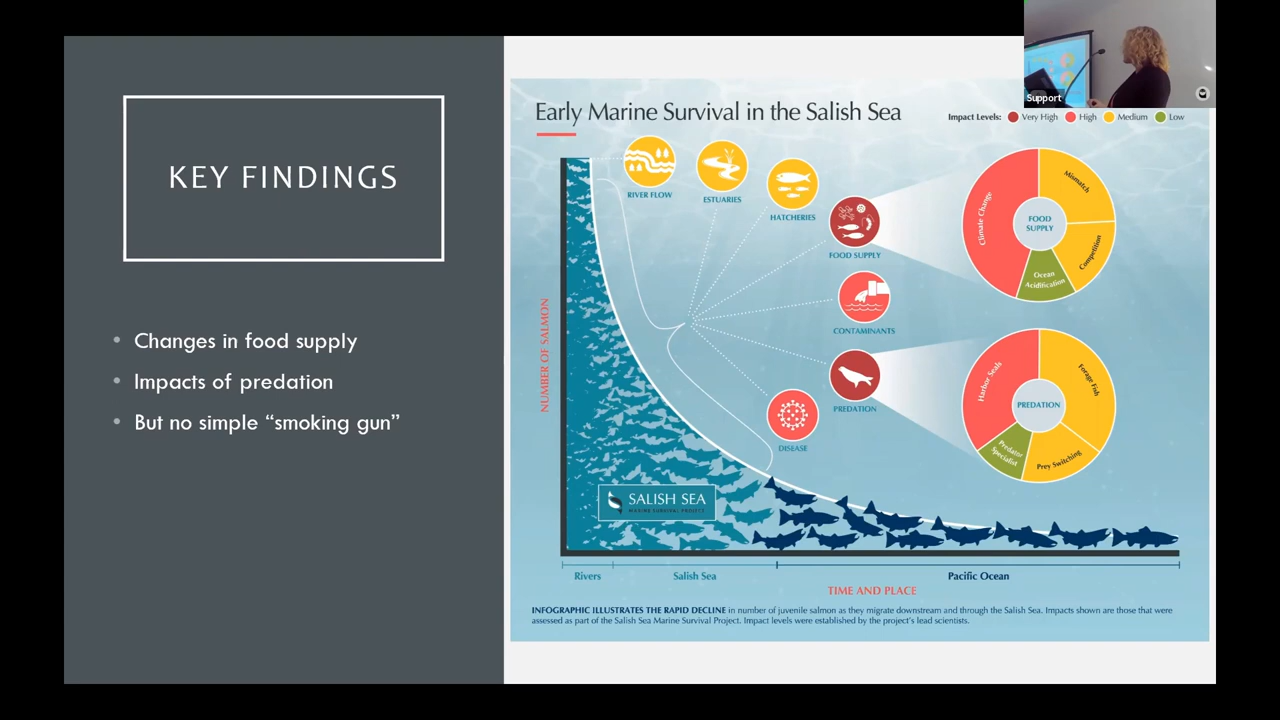 Support
KEY FINDINGS
• Changes in food supply
• Impacts of predation
• But no simple “smoking gun”
Early Marine Survival in the Salish Sea
Impact Levels: Very High High Medium Low
RIVER FLOW
ESTUARIES
HATCHERIES
FOOD SUPPLY
CONTAMINANTS
PREDATION
DISEASE
Climate Change
Mismatch
Competition
Ocean
Acidification
FOOD
SUPPLY
Harbor Seals
Forage Fish
Prey Switching
Predator
Specialist
PREDATION
NUMBER OF SALMON
SALISH SEA
MARINE SURVIVAL PROJECT
Rivers
Salish Sea
Pacific Ocean
TIME AND PLACE
INFOGRAPHIC ILLUSTRATES THE RAPID DECLINE in number of juvenile salmon as they migrate downstream and through the Salish Sea. Impacts shown are those that were
assessed as part of the Salish Sea Marine Survival Project. Impact levels were established by the project's lead scientists.